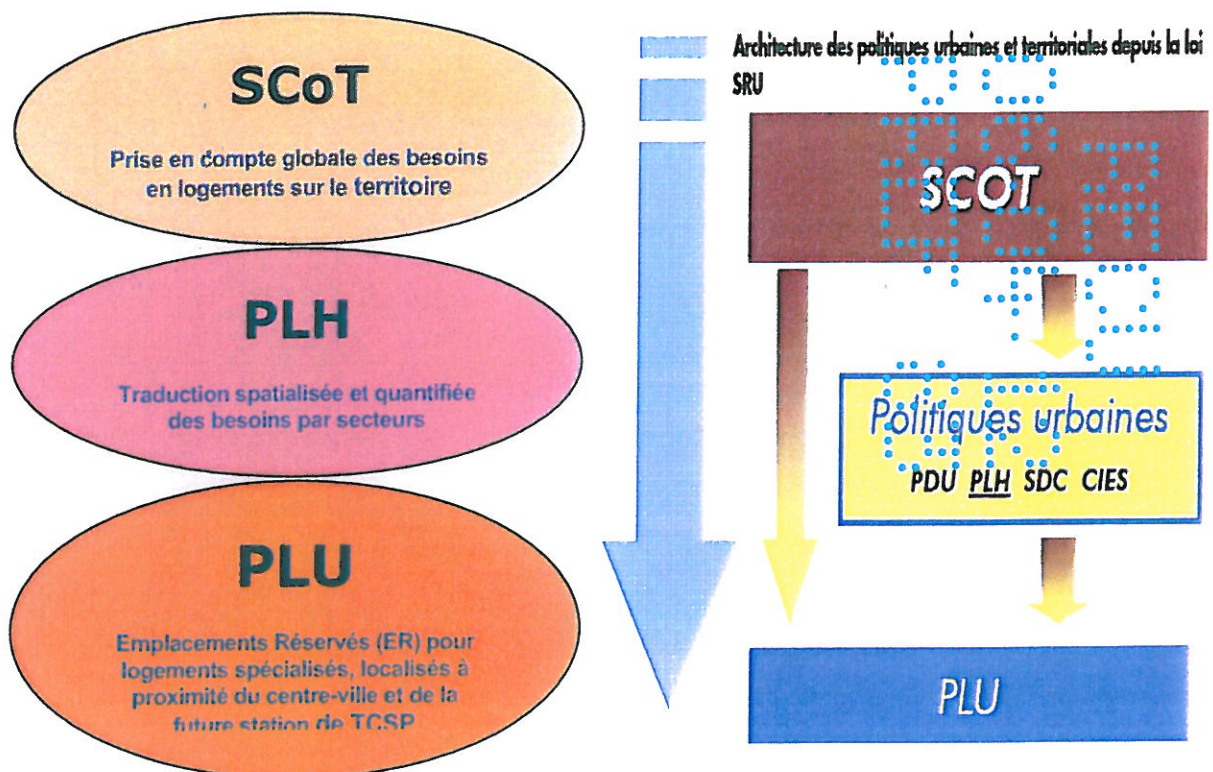 SCoT
Prise en compte globale des besoins
en logements sur le territoire
PLH
Traduction spatialisée et quantifiée
des besoins par secteurs
PLU
Emplacements Réservés (ER) pour
logements spécialisés, localisés à
proximité du centre-ville et de la
future station de TCSP
Architecture des politiques urbaines et territoriales depuis la loi
SRU
SCOT
Politiques urbaines
PDU PLH SDC CIES
PLU